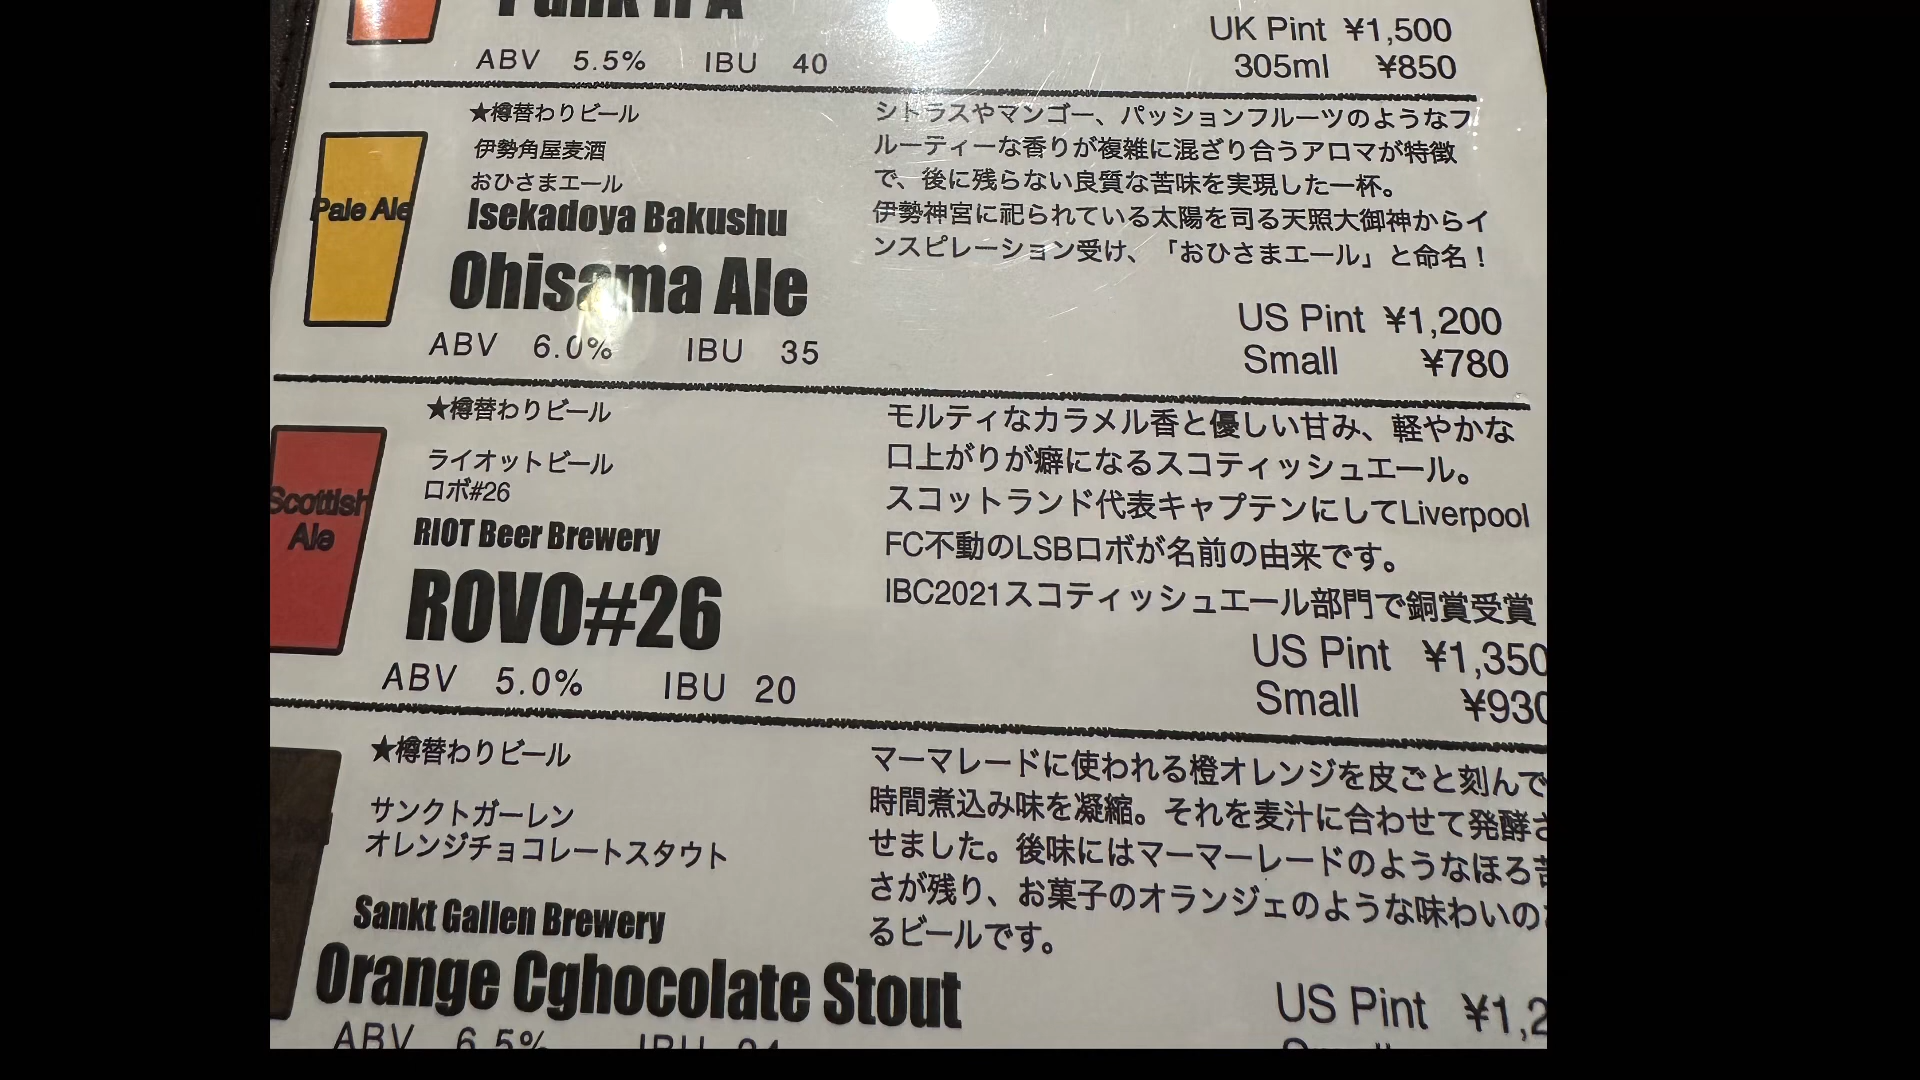 Punk IPA
ABV 5.5% IBU 40
UK Pint ¥1,500
305ml ¥850
Pale Ale
★樽替わりビール
伊勢角屋麦酒
おひさまエール
Isekadoya Bakushu
Ohisama Ale
ABV 6.0% IBU 35
シトラスやマンゴー、パッションフルーツのようなフ
ルーティーな香りが複雑に混ざり合うアロマが特徴
で、後に残らない良質な苦味を実現した一杯。
伊勢神宮に祀られている太陽を司る天照大御神からイ
ンスピレーション受け、「おひさまエール」と命名！
US Pint ¥1,200
Small ¥780
Scottish
Ale
★樽替わりビール
ライオットビール
ロボ#26
RIOT Beer Brewery
ROVO#26
ABV 5.0% IBU 20
モルティなカラメル香と優しい甘み、軽やかな
口上がりが癖になるスコティッシュエール。
スコットランド代表キャプテンにしてLiverpool
FC不動のLSBロボが名前の由来です。
IBC2021スコティッシュエール部門で銅賞受賞
US Pint ¥1,350
Small ¥930
★樽替わりビール
サンクトガーレン
オレンジチョコレートスタウト
Sankt Gallen Brewery
Orange Cghocolate Stout
ABV 6.5% IBU
マーマレードに使われる橙オレンジを皮ごと刻んで
時間煮込み味を凝縮。それを麦汁に合わせて発酵さ
せました。後味にはマーマーレードのようなほろ苦
さが残り、お菓子のオランジェのような味わいのあ
るビールです。
US Pint ¥1,2